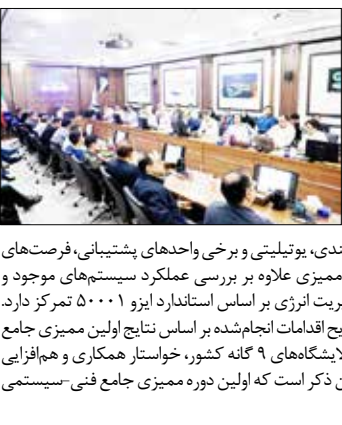 ندی، یوتیلیتی و برخی واحدهای پشتیبانی، فرصت‌های
ممیزی علاوه بر بررسی عملکرد سیستم‌های موجود و
ریت انرژی بر اساس استاندارد ایزو ۵۰۰۰۱ تمرکز دارد.
یح اقدامات انجام‌شده بر اساس نتایج اولین ممیزی جامع
لایشگاه‌های ۹ گانه کشور، خواستار همکاری و هم‌افزایی
ن ذکر است که اولین دوره ممیزی جامع فنی-سیستمی